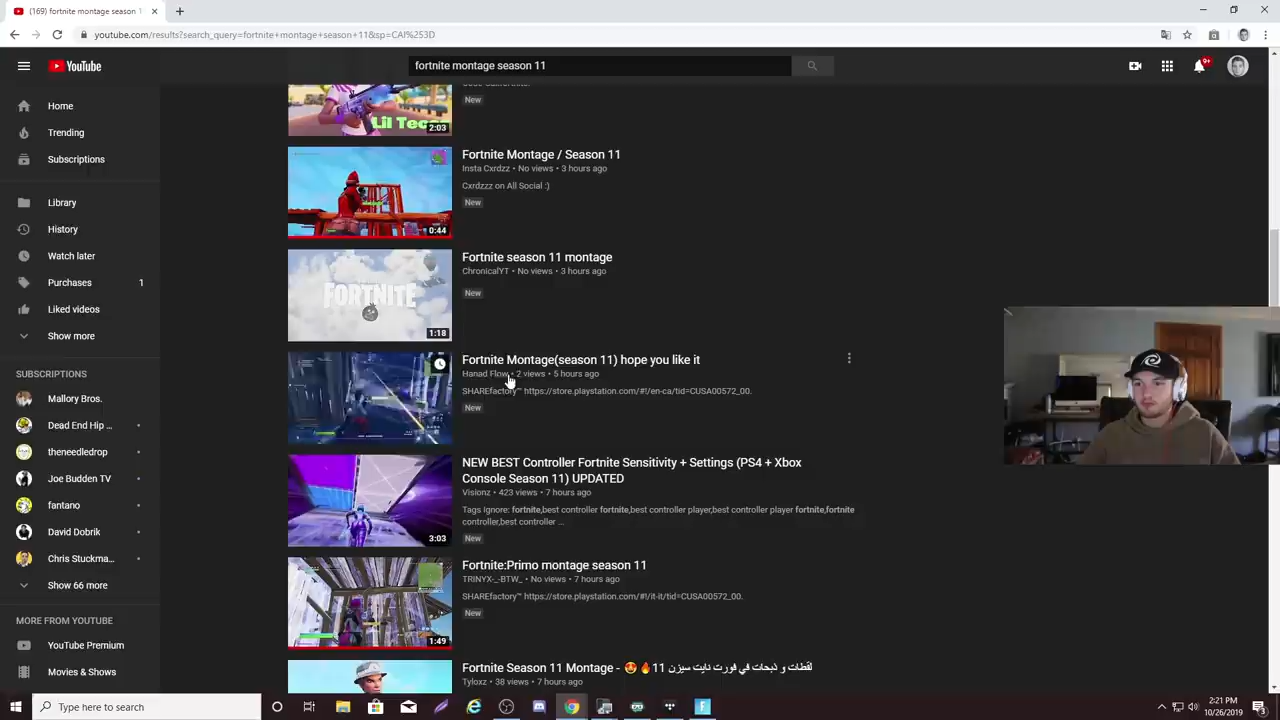 (169) fortnite montage season 11
youtube.com/results?search_query=fortnite+montage+season+11&sp=CAI%253D
YouTube
fortnite montage season 11
9+
Home
Trending
Subscriptions
Library
History
Watch later
Purchases 1
Liked videos
Show more
SUBSCRIPTIONS
Mallory Bros.
Dead End Hip ...
theneedledrop
Joe Budden TV
fantano
David Dobrik
Chris Stuckma...
Show 66 more
MORE FROM YOUTUBE
YouTube Premium
Movies & Shows
Lil Tecca
2:03
New
Fortnite Montage / Season 11
Insta Cxrdzz • No views • 3 hours ago
Cxrdzzz on All Social :)
New
0:44
Fortnite season 11 montage
ChronicalYT • No views • 3 hours ago
New
FORTNITE
1:18
Fortnite Montage(season 11) hope you like it
Hanad Flow • 2 views • 5 hours ago
SHAREfactory™ https://store.playstation.com/#!/en-ca/tid=CUSA00572_00.
New
NEW BEST Controller Fortnite Sensitivity + Settings (PS4 + Xbox
Console Season 11) UPDATED
Visionz • 423 views • 7 hours ago
Tags Ignore: fortnite,best controller fortnite,best controller player,best controller player fortnite,fortnite
controller,best controller ...
New
3:03
Fortnite:Primo montage season 11
TRINYX-_-BTW_ • No views • 7 hours ago
SHAREfactory™ https://store.playstation.com/#!/it-it/tid=CUSA00572_00.
New
1:49
Fortnite Season 11 Montage - 😍🔥11 لقطات و ذبحات في فورت نايت سيزن
Tyloxz • 38 views • 7 hours ago
Type here to search
2:21 PM
10/26/2019